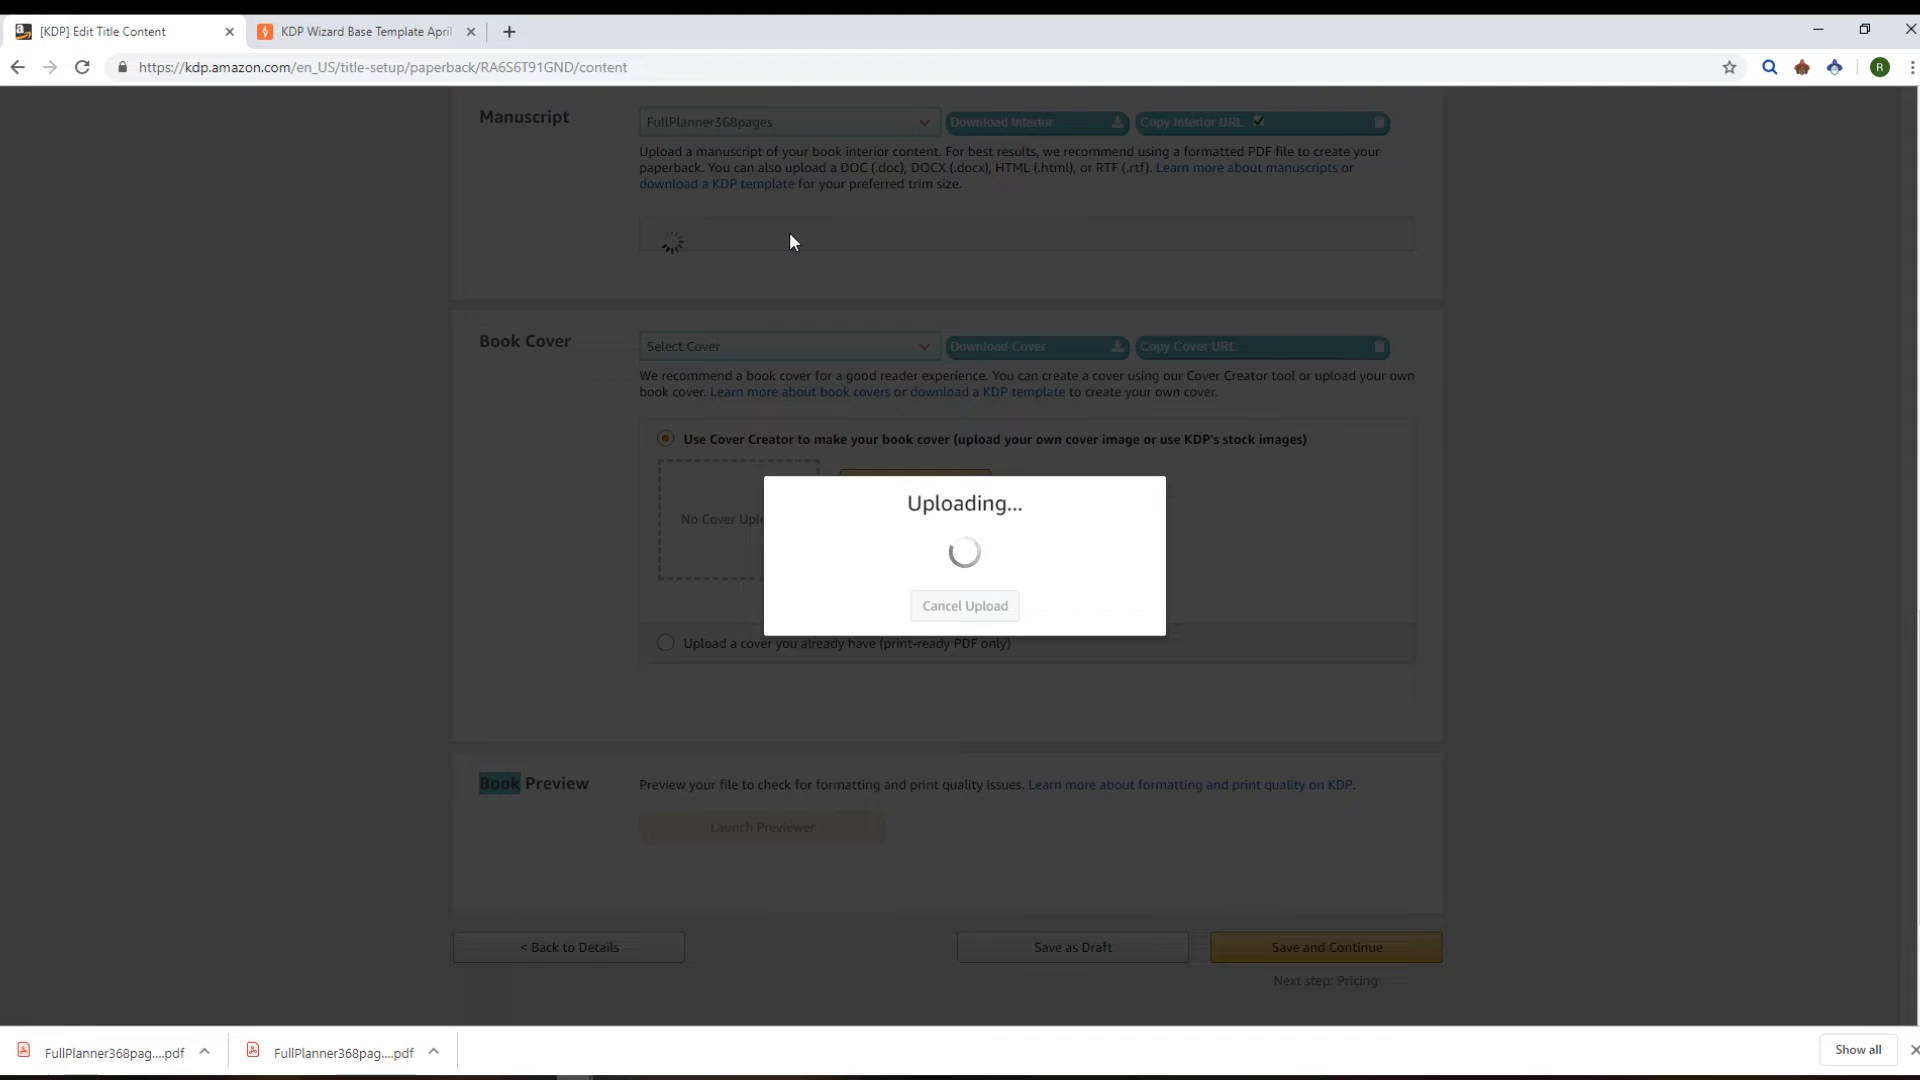 [KDP] Edit Title Content
KDP Wizard Base Template April
https://kdp.amazon.com/en_US/title-setup/paperback/RA6S6T91GND/content
R
Manuscript
FullPlanner368pages
Download Interior
Copy Interior URL
Upload a manuscript of your book interior content. For best results, we recommend using a formatted PDF file to create your
paperback. You can also upload a DOC (.doc), DOCX (.docx), HTML (.html), or RTF (.rtf). Learn more about manuscripts or
download a KDP template for your preferred trim size.
Book Cover
Select Cover
Download Cover
Copy Cover URL
We recommend a book cover for a good reader experience. You can create a cover using our Cover Creator tool or upload your own
book cover. Learn more about book covers or download a KDP template to create your own cover.
Use Cover Creator to make your book cover (upload your own cover image or use KDP's stock images)
No Cover Uplo
Uploading...
Cancel Upload
Upload a cover you already have (print-ready PDF only)
Book Preview
Preview your file to check for formatting and print quality issues. Learn more about formatting and print quality on KDP.
Launch Previewer
< Back to Details
Save as Draft
Save and Continue
Next step: Pricing
FullPlanner368pag....pdf
FullPlanner368pag....pdf
Show all